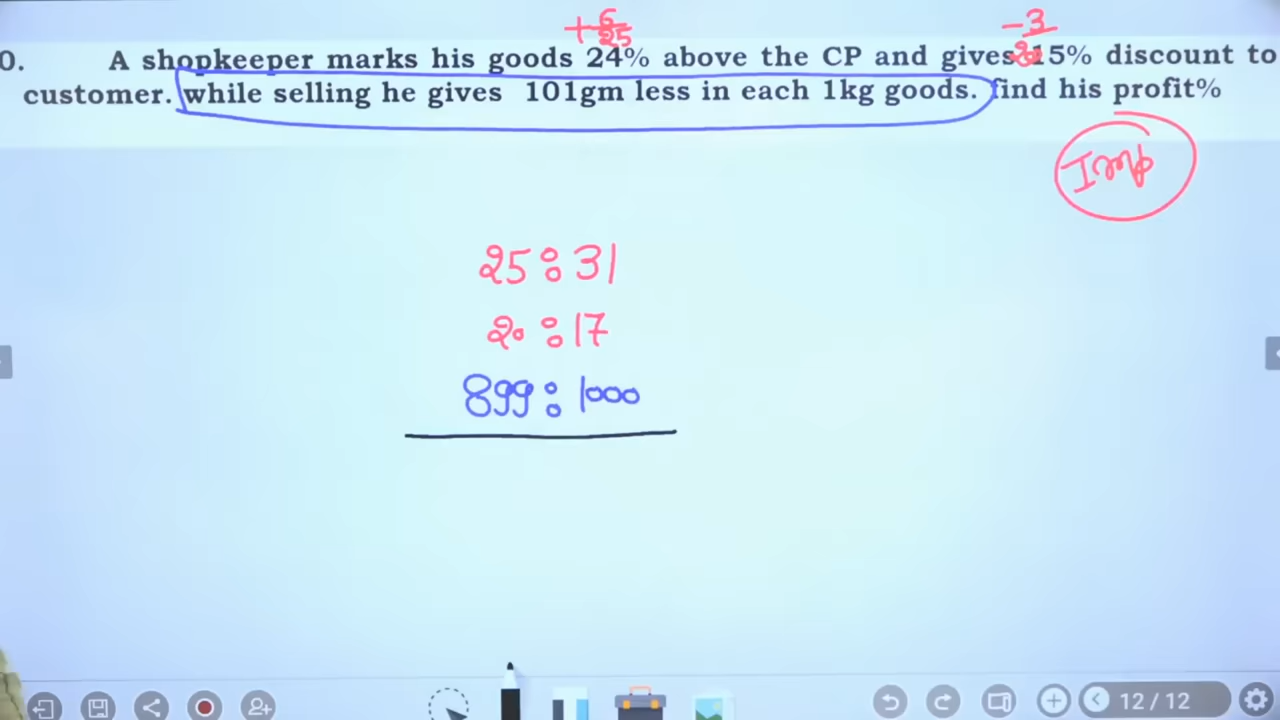 +6/25
-3/20
0. A shopkeeper marks his goods 24% above the CP and gives 15% discount to
customer. while selling he gives 101gm less in each 1kg goods. find his profit%
Imp
25:31
20:17
899:1000
12/12